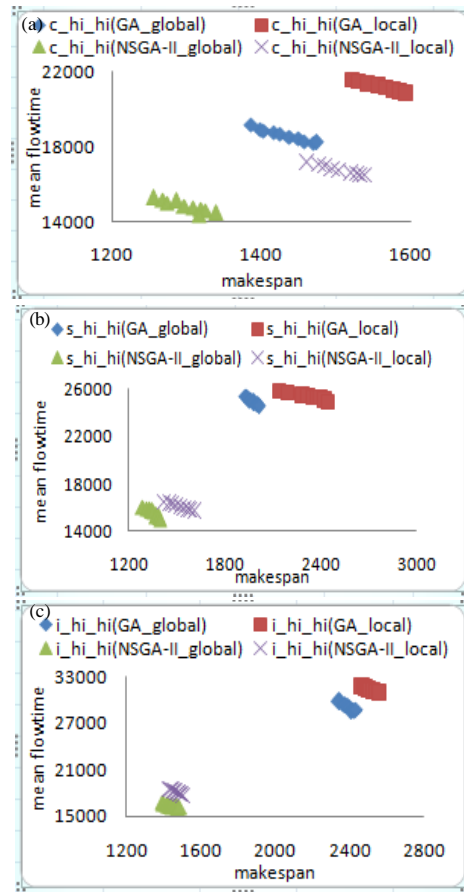 (a)
c_hi_hi(GA_global) c_hi_hi(GA_local)
c_hi_hi(NSGA-II_global) c_hi_hi(NSGA-II_local)
mean flowtime
22000
18000
14000
1200 1400 1600
makespan
(b)
s_hi_hi(GA_global) s_hi_hi(GA_local)
s_hi_hi(NSGA-II_global) s_hi_hi(NSGA-II_local)
mean flowtime
26000
22000
18000
14000
1200 1800 2400 3000
makespan
(c)
i_hi_hi(GA_global) i_hi_hi(GA_local)
i_hi_hi(NSGA-II_global) i_hi_hi(NSGA-II_local)
mean flowtime
33000
27000
21000
15000
1200 1600 2000 2400 2800
makespan